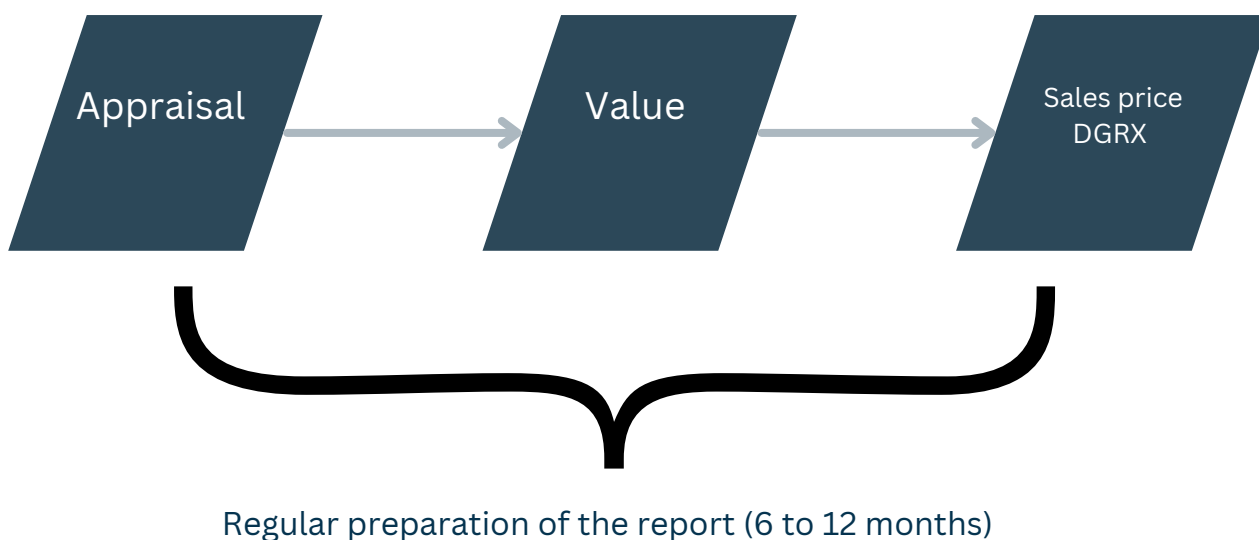 Appraisal
Value
Sales price
DGRX
Regular preparation of the report (6 to 12 months)